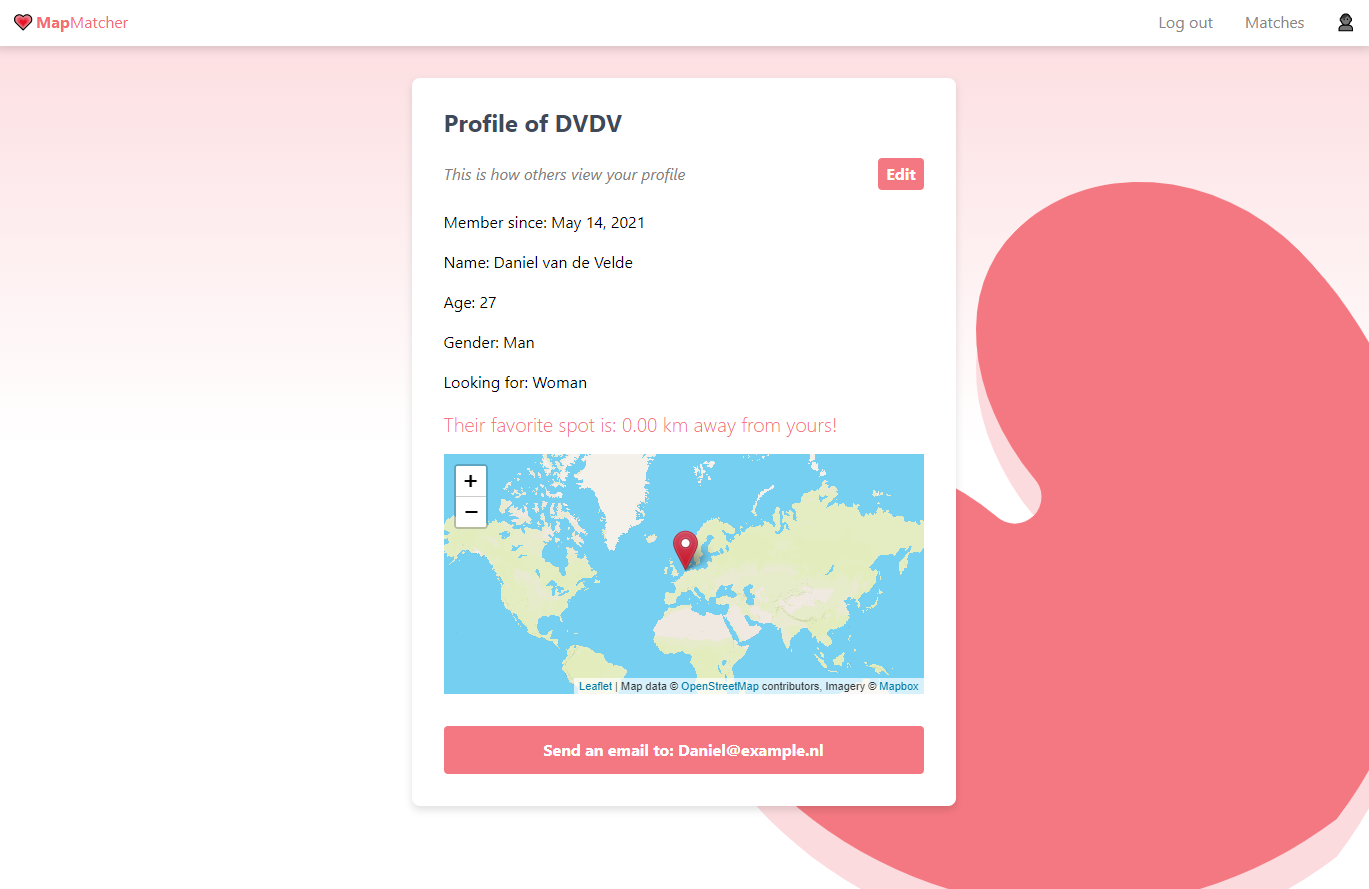 MapMatcher
Log out
Matches
Profile of DVDV
This is how others view your profile
Edit
Member since: May 14, 2021
Name: Daniel van de Velde
Age: 27
Gender: Man
Looking for: Woman
Their favorite spot is: 0.00 km away from yours!
+
−
Leaflet | Map data © OpenStreetMap contributors, Imagery © Mapbox
Send an email to: Daniel@example.nl